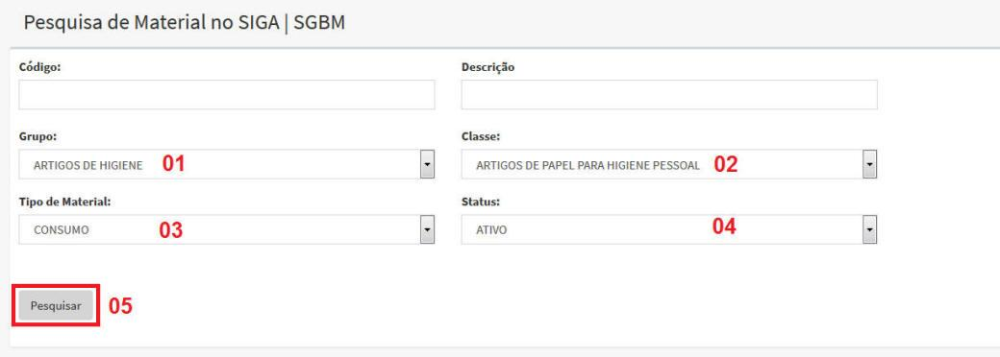 Pesquisa de Material no SIGA | SGBM
Código: Descrição
Grupo: Classe:
ARTIGOS DE HIGIENE 01 ARTIGOS DE PAPEL PARA HIGIENE PESSOAL 02
Tipo de Material: Status:
CONSUMO 03 ATIVO 04
Pesquisar 05